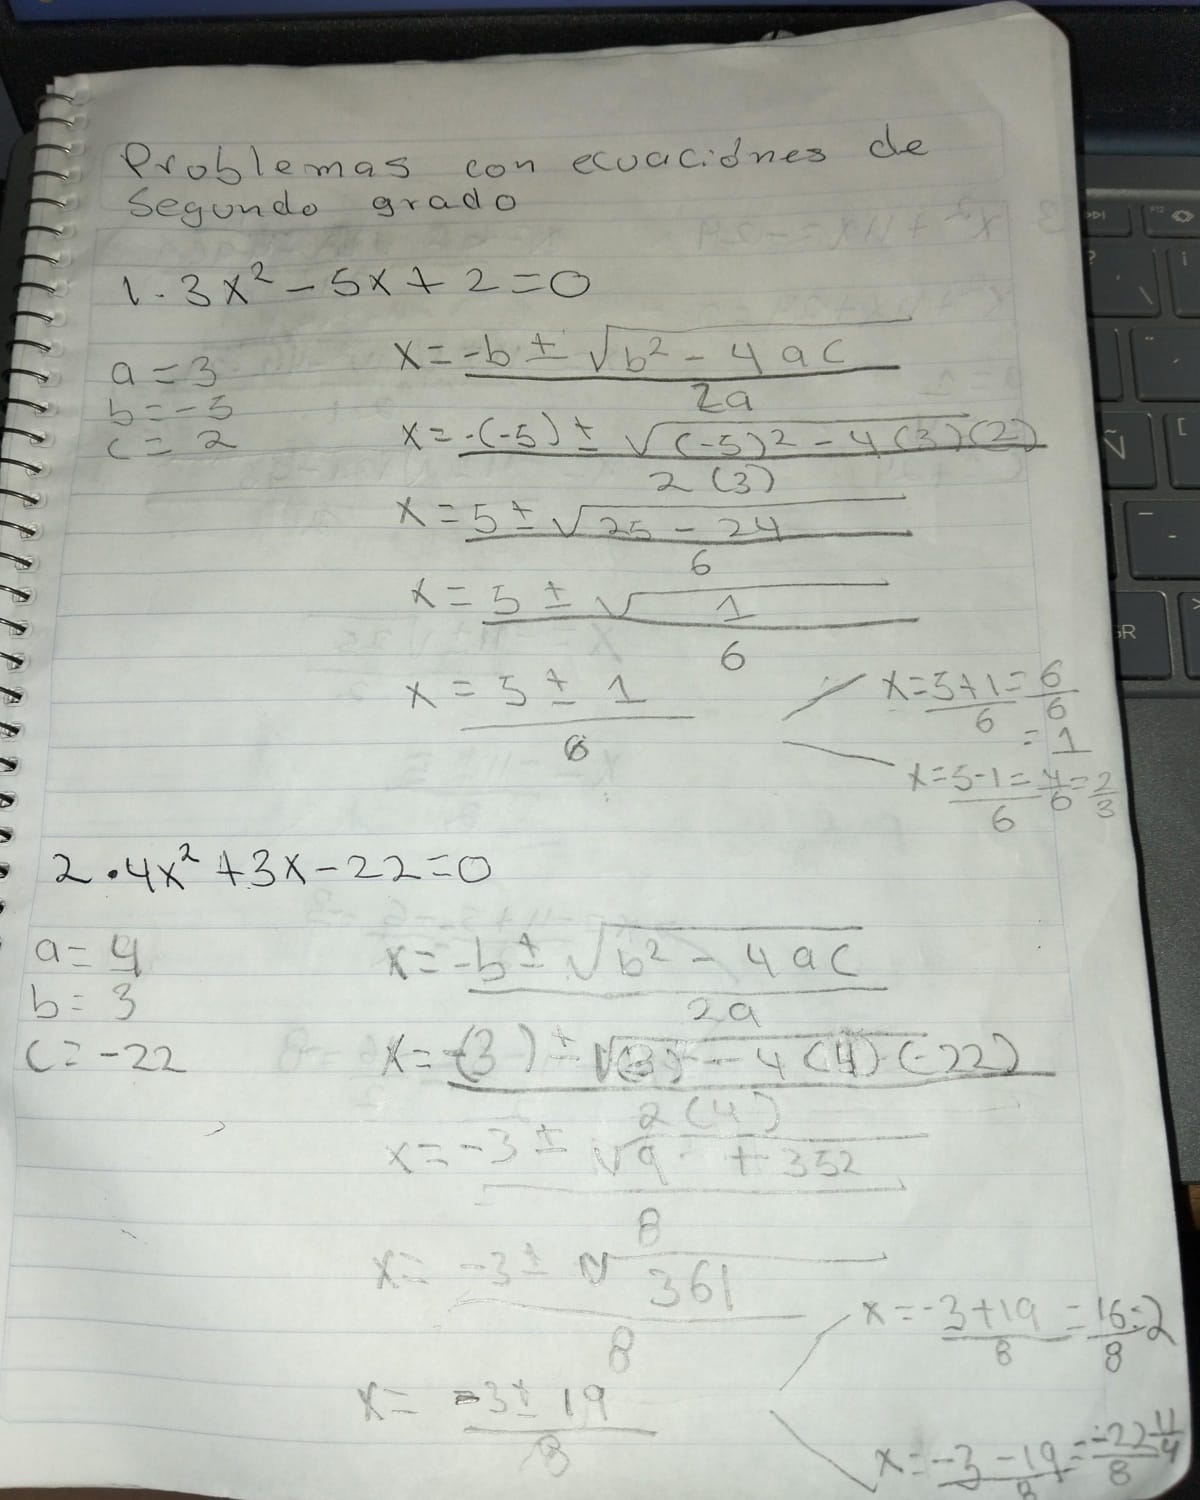 Problemas con ecuaciónes de
Segundo grado
1. 3x² - 5x + 2 = 0
a = 3
b = -5
c = 2
x = -b ± √b² - 4ac
2a
x = -(-5) ± √(-5)² - 4(3)(2)
2(3)
x = 5 ± √25 - 24
6
x = 5 ± √1
6
x = 5 ± 1
6
x = 5+1 = 6
6 6
= 1
x = 5-1 = 4 = 2
6 6 3
2. 4x² + 3x - 22 = 0
a = 4
b = 3
c = -22
x = -b ± √b² - 4ac
2a
x = -(3) ± √(3)² - 4(4)(-22)
2(4)
x = -3 ± √9 + 352
8
x = -3 ± √361
8
x = -3 ± 19
8
x = -3+19 = 16 = 2
8 8
x = -3-19 = -22 11
8 8 4